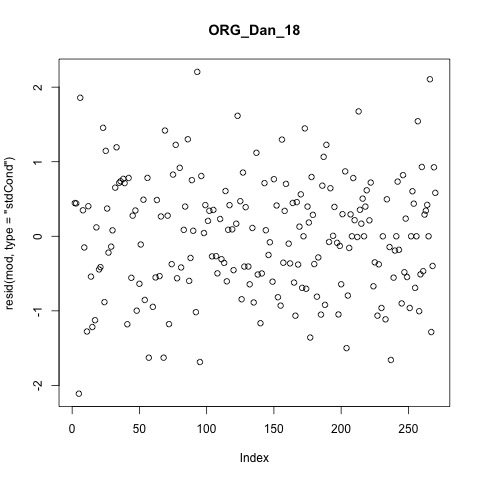 ORG_Dan_18
resid(mod, type = "stdCond")
2
1
0
-1
-2
0 50 100 150 200 250
Index